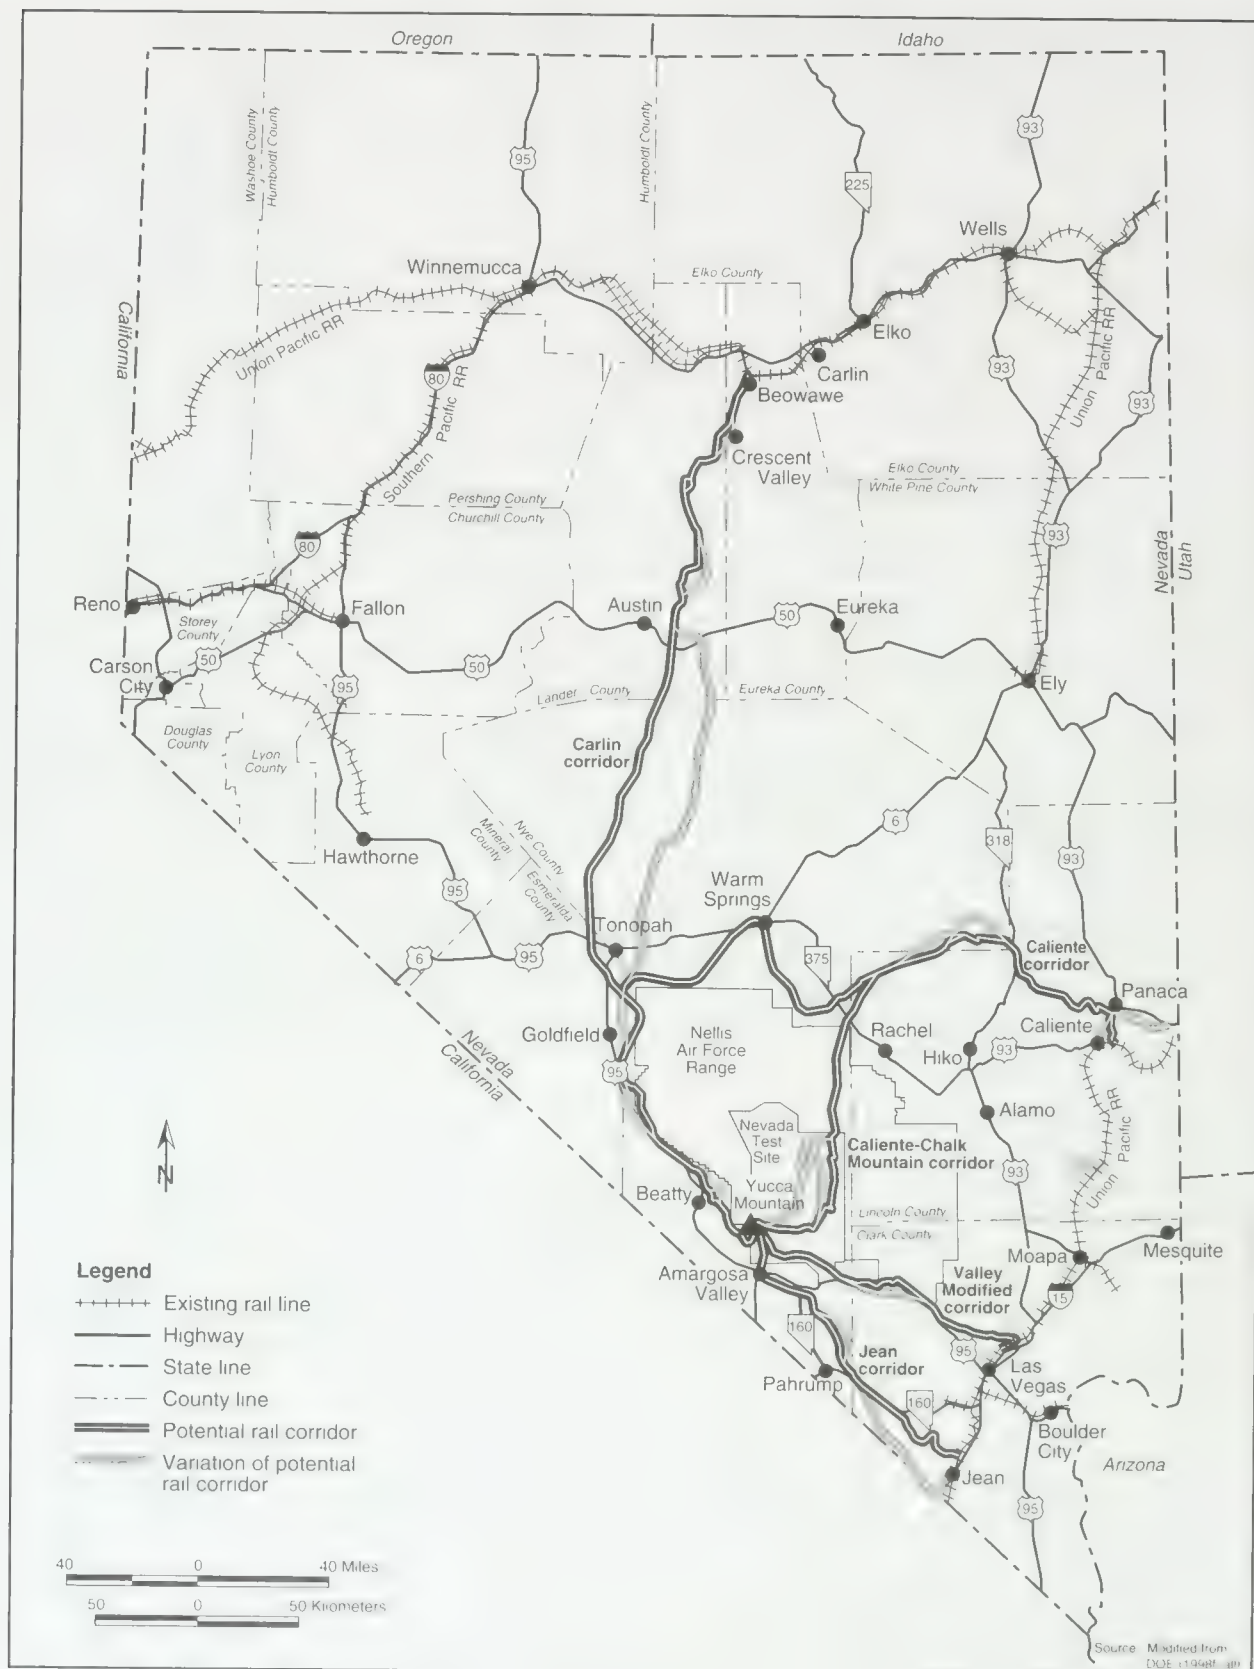 Oregon
Idaho
Washoe County
Humboldt County
Humboldt County
95
93
225
Wells
Winnemucca
Elko County
California
Elko
Union Pacific RR
Carlin
80
Southern Pacific RR
Beowawe
93
Union Pacific RR
93
Crescent
Valley
Elko County
White Pine County
Pershing County
Churchill County
80
93
Nevada
Utah
Reno
Fallon
Austin
50
Eureka
Storey
County
Carson
City
50
95
50
Ely
Lander County
Eureka County
Douglas
County
Lyon
County
Carlin
corridor
6
318
93
Hawthorne
Nye County
Mineral
County
Esmeralda
County
95
Warm
Springs
Tonopah
6
95
375
Caliente
corridor
Panaca
Goldfield
Nellis
Air Force
Range
Rachel
Hiko
93
Caliente
Nevada
California
95
Alamo
Union Pacific RR
Nevada
Test
Site
Caliente-Chalk
Mountain corridor
93
N
Beatty
Yucca
Mountain
Lincoln County
Clark County
Moapa
Mesquite
Amargosa
Valley
Valley
Modified
corridor
15
160
Jean
corridor
95
Las
Vegas
Pahrump
160
Boulder
City
Arizona
Jean
95
Legend
Existing rail line
Highway
State line
County line
Potential rail corridor
Variation of potential
rail corridor
40 0 40 Miles
50 0 50 Kilometers
Source: Modified from